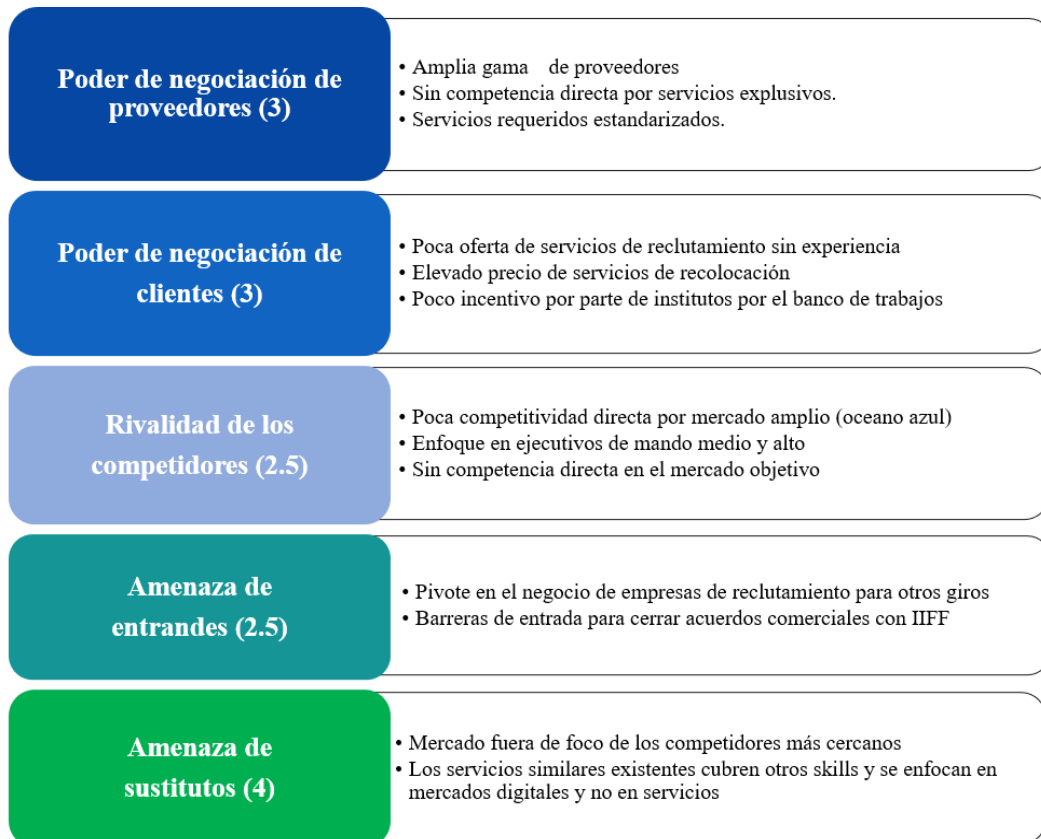 Poder de negociación de
proveedores (3)
• Amplia gama de proveedores
• Sin competencia directa por servicios explusivos.
• Servicios requeridos estandarizados.
Poder de negociación de
clientes (3)
• Poca oferta de servicios de reclutamiento sin experiencia
• Elevado precio de servicios de recolocación
• Poco incentivo por parte de institutos por el banco de trabajos
Rivalidad de los
competidores (2.5)
• Poca competitividad directa por mercado amplio (oceano azul)
• Enfoque en ejecutivos de mando medio y alto
• Sin competencia directa en el mercado objetivo
Amenaza de
entrandes (2.5)
• Pivote en el negocio de empresas de reclutamiento para otros giros
• Barreras de entrada para cerrar acuerdos comerciales con IIFF
Amenaza de
sustitutos (4)
• Mercado fuera de foco de los competidores más cercanos
• Los servicios similares existentes cubren otros skills y se enfocan en
mercados digitales y no en servicios